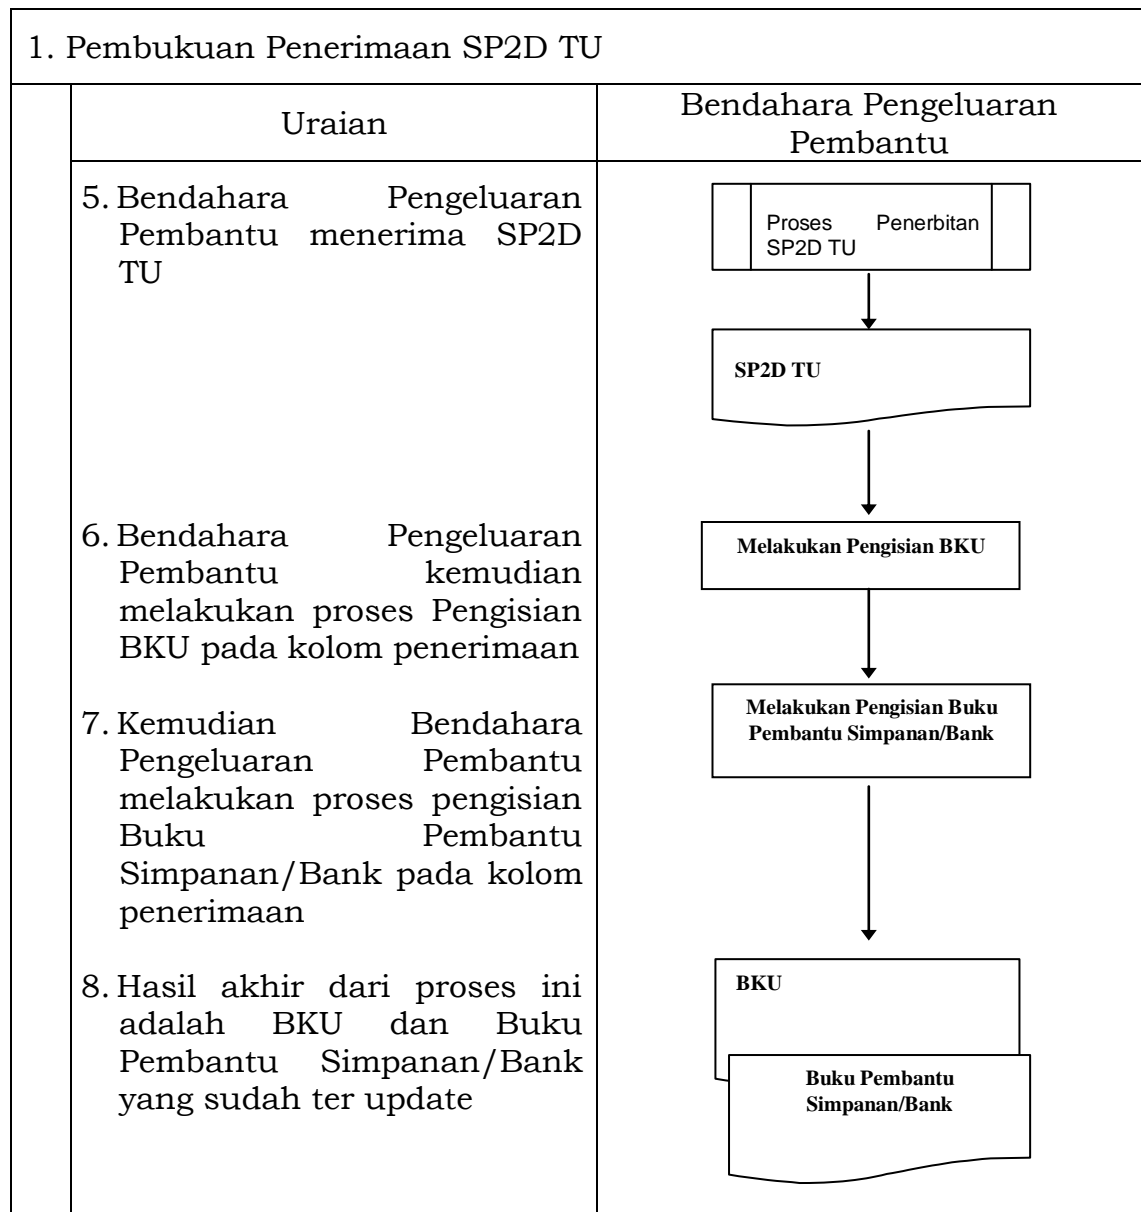 1. Pembukuan Penerimaan SP2D TU
Uraian
Bendahara Pengeluaran
Pembantu
5. Bendahara Pengeluaran
Pembantu menerima SP2D
TU
Proses Penerbitan
SP2D TU
SP2D TU
6. Bendahara Pengeluaran
Pembantu kemudian
melakukan proses Pengisian
BKU pada kolom penerimaan
Melakukan Pengisian BKU
7. Kemudian Bendahara
Pengeluaran Pembantu
melakukan proses pengisian
Buku Pembantu
Simpanan/Bank pada kolom
penerimaan
Melakukan Pengisian Buku
Pembantu Simpanan/Bank
8. Hasil akhir dari proses ini
adalah BKU dan Buku
Pembantu Simpanan/Bank
yang sudah ter update
BKU
Buku Pembantu
Simpanan/Bank